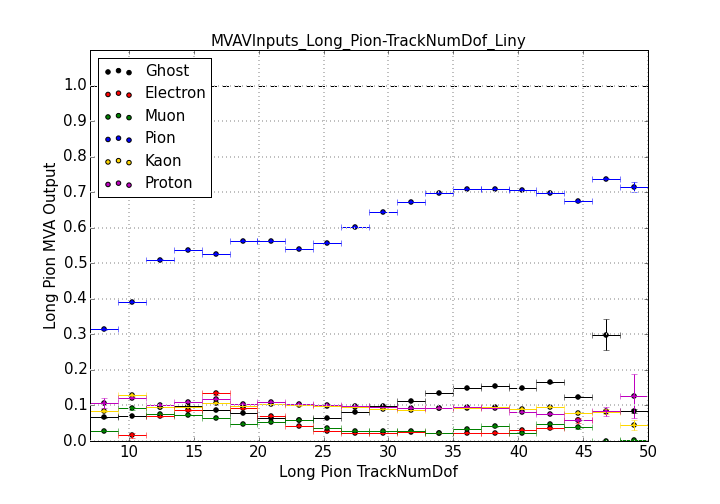 MVAVInputs_Long_Pion-TrackNumDof_Liny
Ghost
Electron
Muon
Pion
Kaon
Proton
1.0
0.9
0.8
0.7
0.6
0.5
0.4
0.3
0.2
0.1
0.0
Long Pion MVA Output
10 15 20 25 30 35 40 45 50
Long Pion TrackNumDof